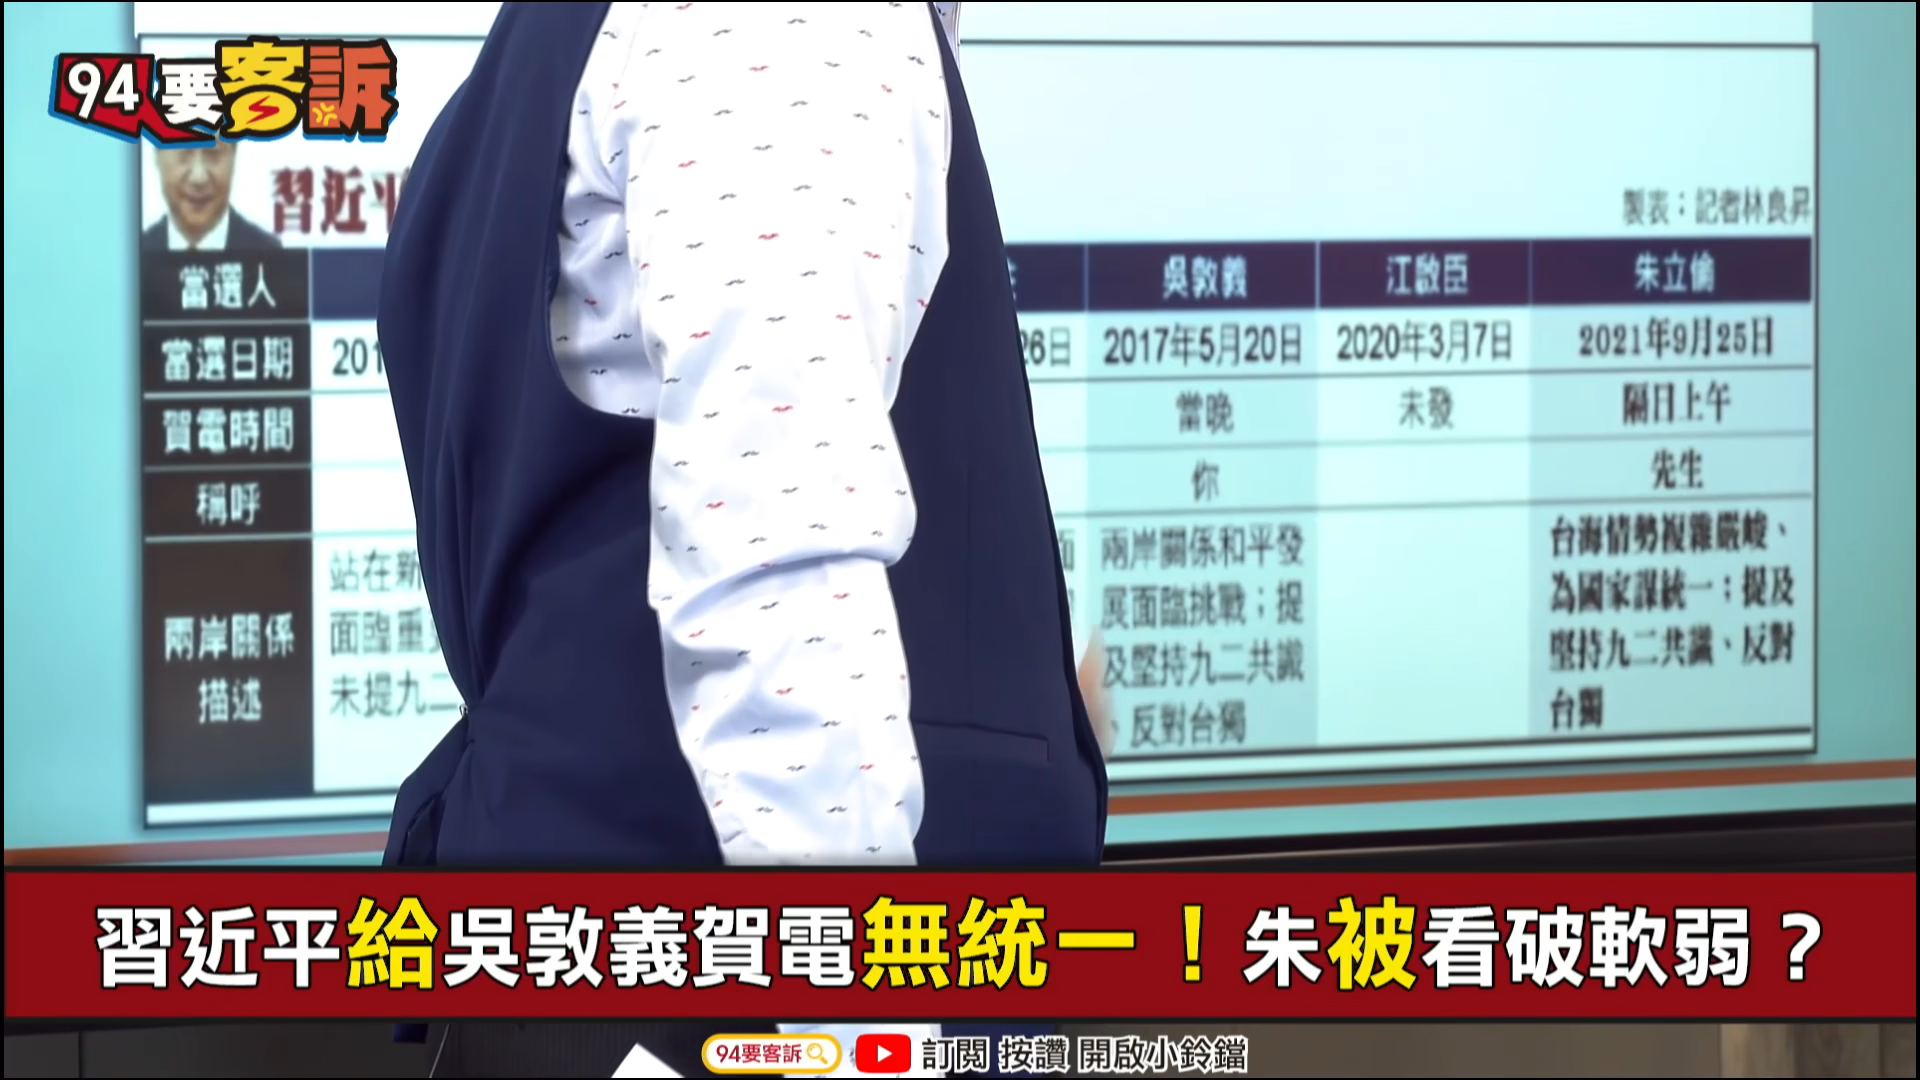 94要客訴
習近平
製表：記者林良昇
當選人 吳敦義 江啟臣 朱立倫
當選日期 201 26日 2017年5月20日 2020年3月7日 2021年9月25日
賀電時間 當晚 未發 隔日上午
稱呼 你 先生
兩岸關係
描述
站在新
面臨重
未提九二
面
兩岸關係和平發
展面臨挑戰；提
及堅持九二共識
、反對台獨
台海情勢複雜嚴峻、
為國家謀統一；提及
堅持九二共識、反對
台獨
習近平給吳敦義賀電無統一！朱被看破軟弱？
94要客訴
訂閱 按讚 開啟小鈴鐺